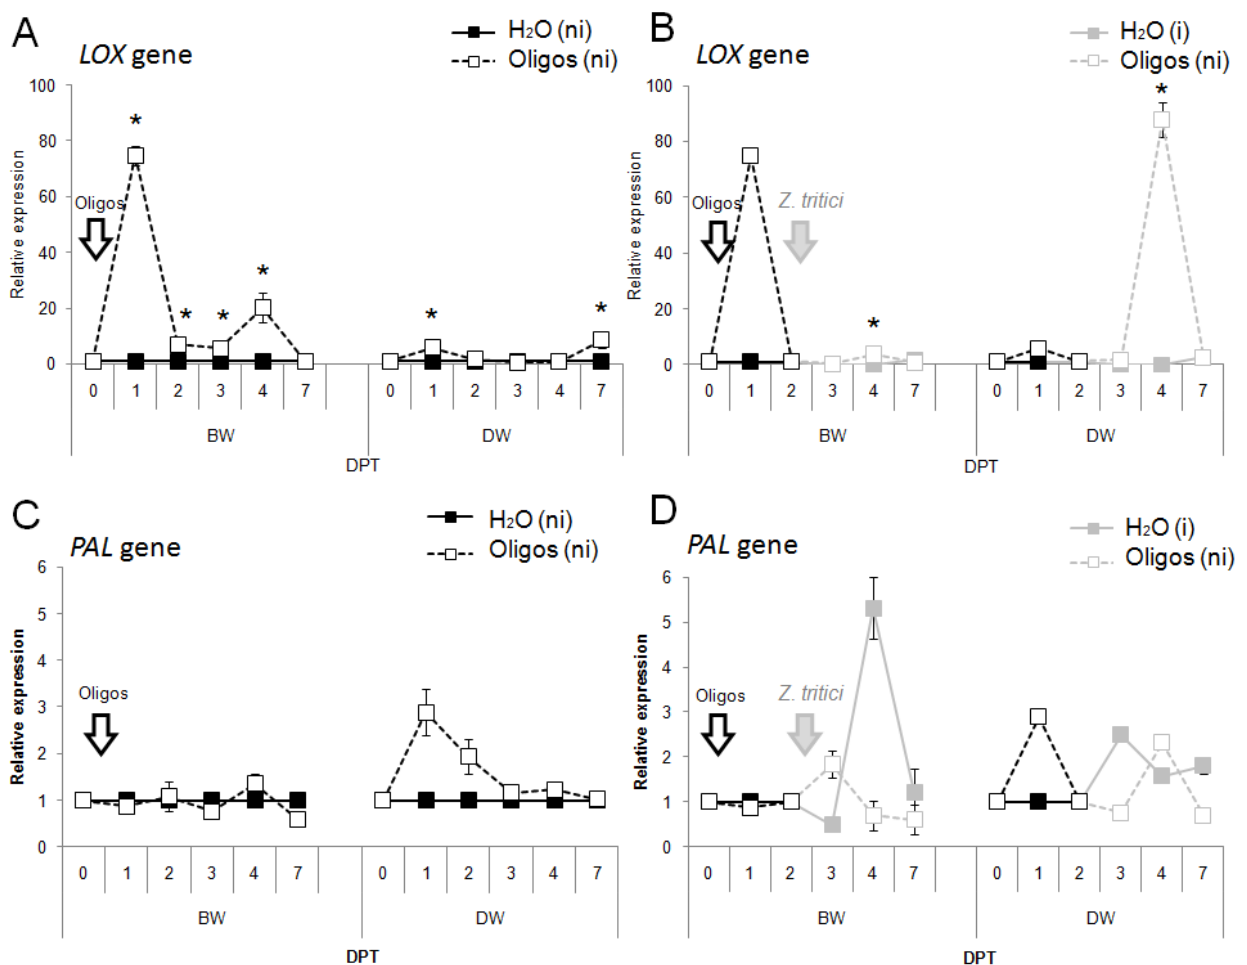 A
LOX gene
H₂O (ni)
Oligos (ni)
Relative expression
100
80
60
40
20
0
Oligos
*
*
*
*
*
*
0 1 2 3 4 7 0 1 2 3 4 7
BW DW
DPT
B
LOX gene
H₂O (i)
Oligos (ni)
Relative expression
100
80
60
40
20
0
Oligos
Z. tritici
*
*
0 1 2 3 4 7 0 1 2 3 4 7
BW DW
DPT
C
PAL gene
H₂O (ni)
Oligos (ni)
Relative expression
6
5
4
3
2
1
0
Oligos
0 1 2 3 4 7 0 1 2 3 4 7
BW DW
DPT
D
PAL gene
H₂O (i)
Oligos (ni)
Relative expression
6
5
4
3
2
1
0
Oligos
Z. tritici
0 1 2 3 4 7 0 1 2 3 4 7
BW DW
DPT